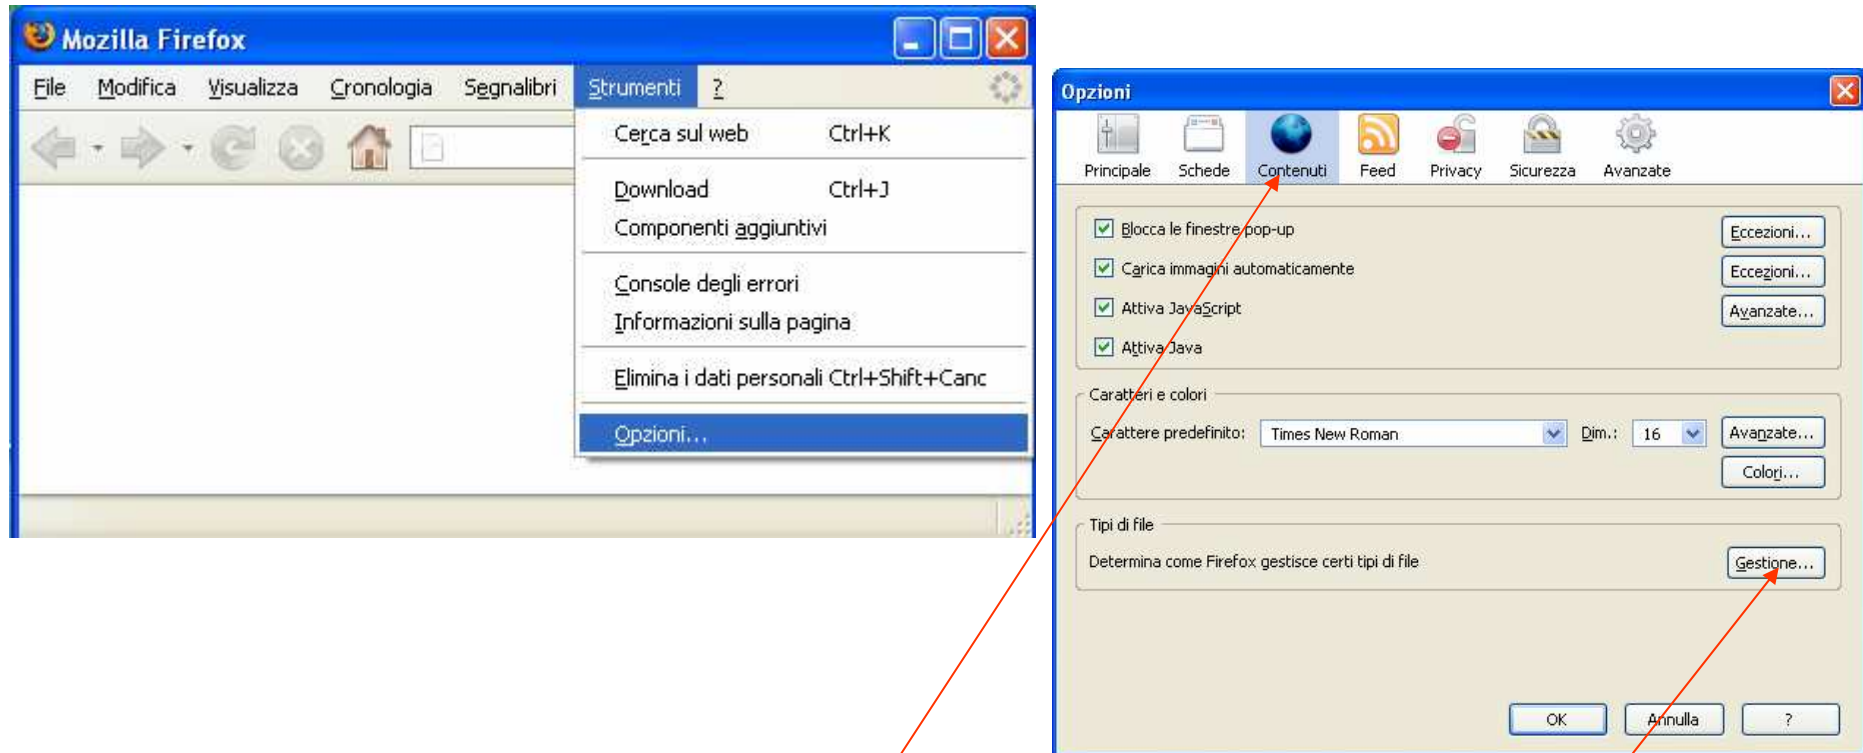 Mozilla Firefox
File Modifica Visualizza Cronologia Segnalibri Strumenti ?
Cerca sul web Ctrl+K
Download Ctrl+J
Componenti aggiuntivi
Console degli errori
Informazioni sulla pagina
Elimina i dati personali Ctrl+Shift+Canc
Opzioni...
Opzioni
Principale Schede Contenuti Feed Privacy Sicurezza Avanzate
Blocca le finestre pop-up Eccezioni...
Carica immagini automaticamente Eccezioni...
Attiva JavaScript Avanzate...
Attiva Java
Caratteri e colori
Carattere predefinito: Times New Roman Dim.: 16 Avanzate...
Colori...
Tipi di file
Determina come Firefox gestisce certi tipi di file Gestione...
OK Annulla ?